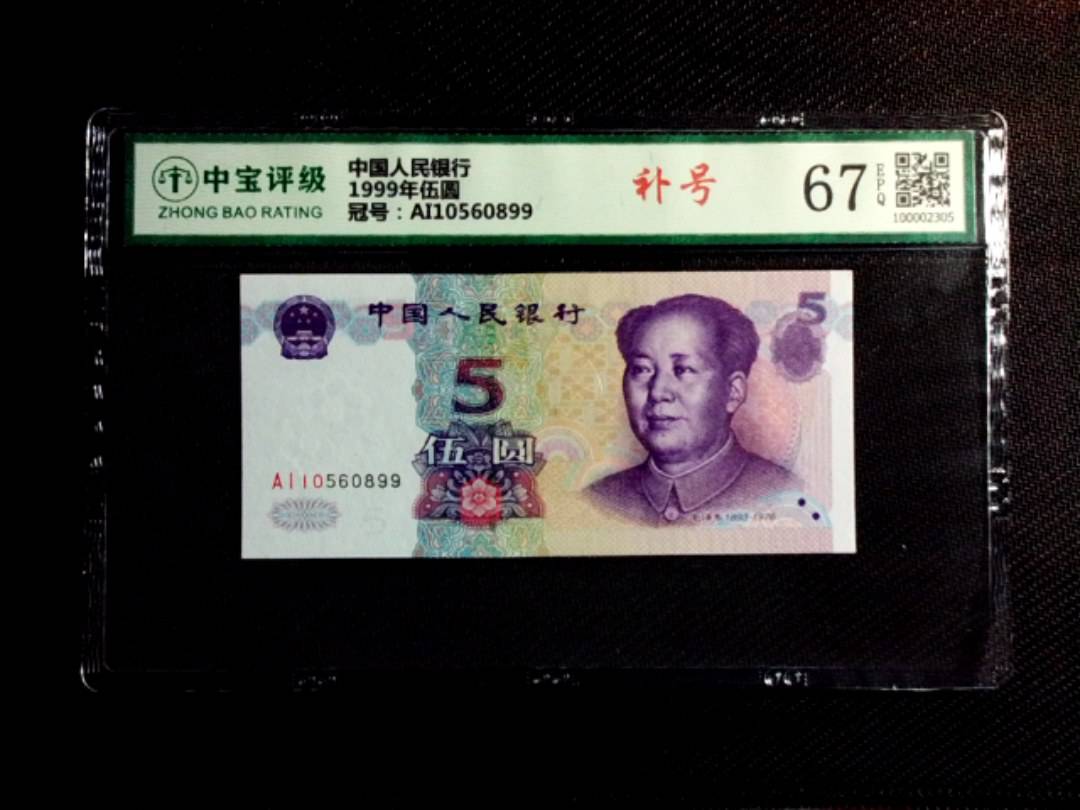 中宝评级
ZHONG BAO RATING
中国人民银行
1999年伍圆
冠号：AI10560899
补号
67
EPQ
100002305
中国人民银行
5
5
伍圆
AI10560899
1893-1976